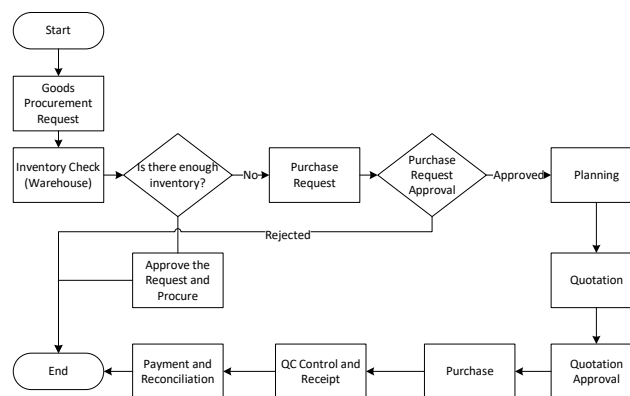 Start
Goods
Procurement
Request
Inventory Check
(Warehouse)
Is there enough
inventory?
No
Purchase
Request
Purchase
Request
Approval
Approved
Planning
Rejected
Approve the
Request and
Procure
Quotation
End
Payment and
Reconciliation
QC Control and
Receipt
Purchase
Quotation
Approval